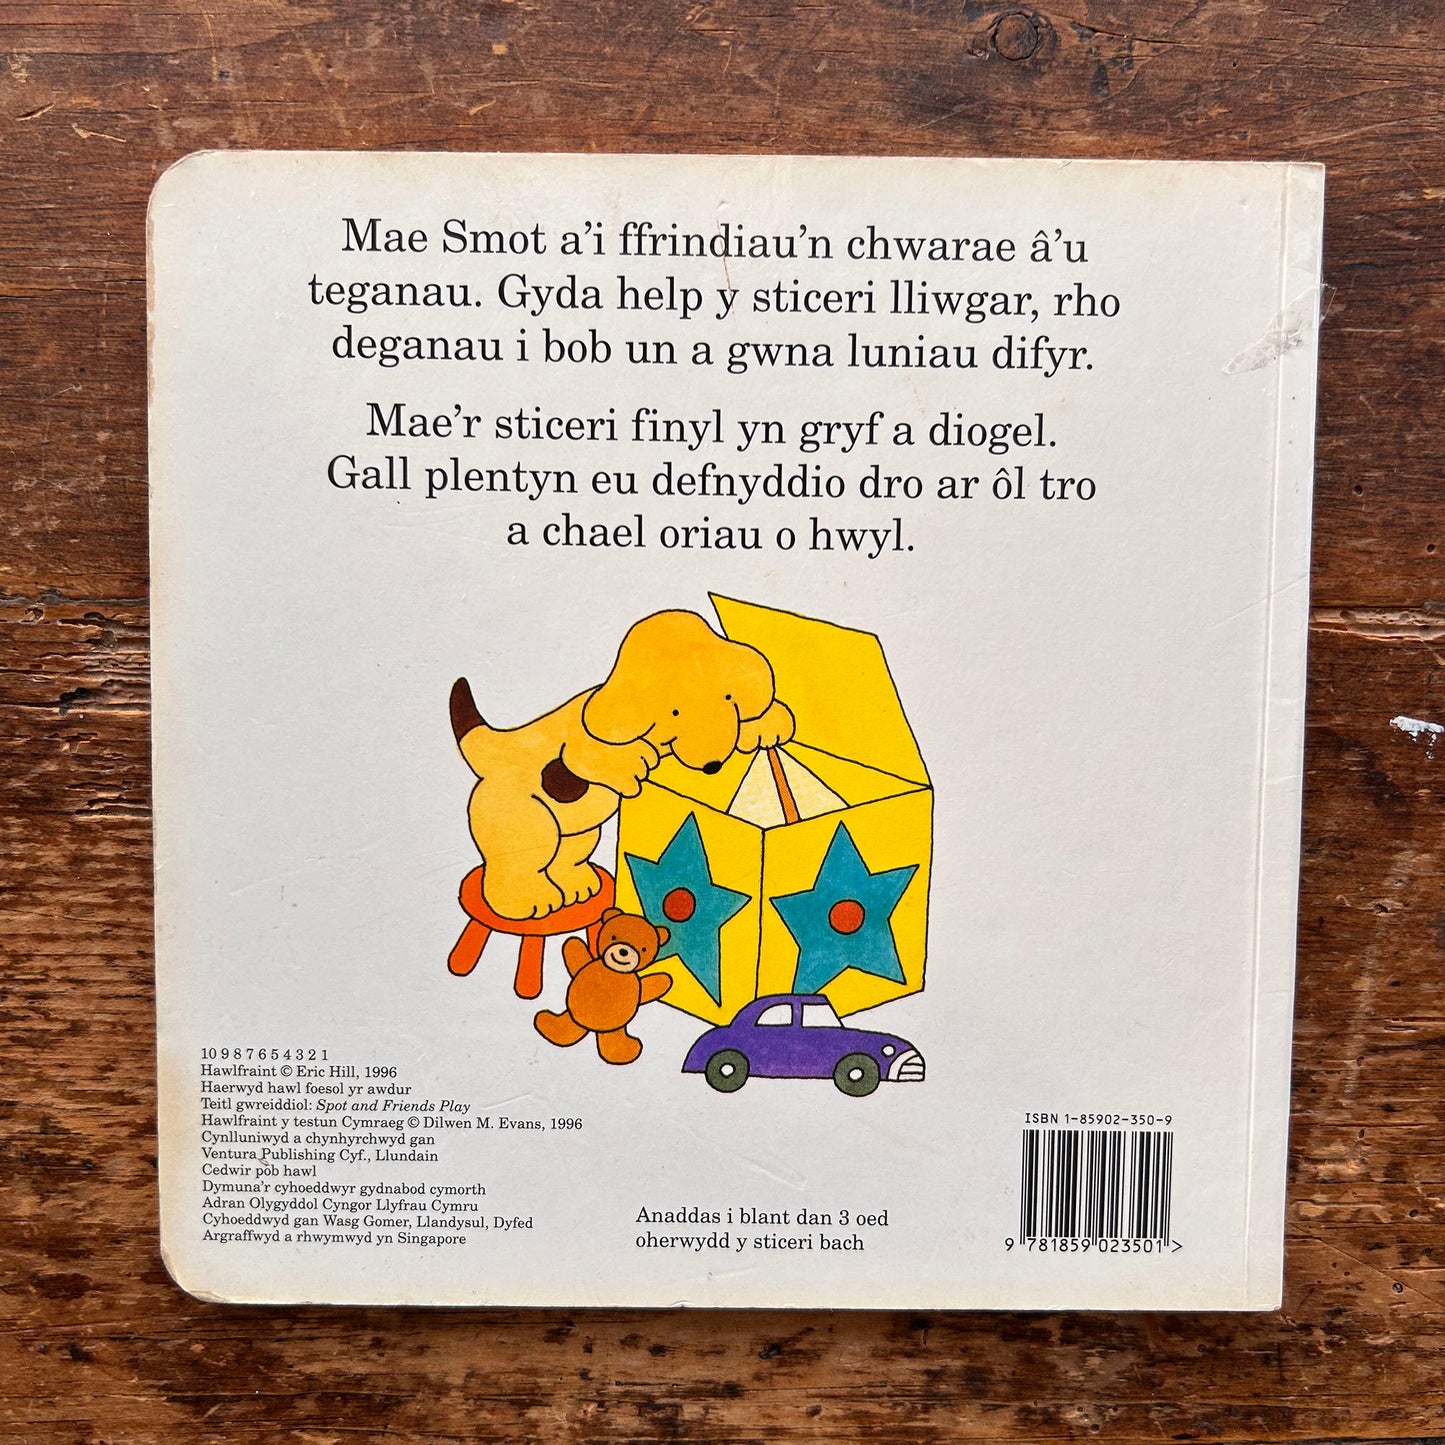 Mae Smot a’i ffrindiau’n chwarae â’u
teganau. Gyda help y sticeri lliwgar, rho
deganau i bob un a gwna luniau difyr.
Mae’r sticeri finyl yn gryf a diogel.
Gall plentyn eu defnyddio dro ar ôl tro
a chael oriau o hwyl.
10 9 8 7 6 5 4 3 2 1
Hawlfraint © Eric Hill, 1996
Haerwyd hawl foesol yr awdur
Teitl gwreiddiol: Spot and Friends Play
Hawlfraint y testun Cymraeg © Dilwen M. Evans, 1996
Cynlluniwyd a chynhyrchwyd gan
Ventura Publishing Cyf., Llundain
Cedwir pob hawl
Dymuna’r cyhoeddwyr gydnabod cymorth
Adran Olygyddol Cyngor Llyfrau Cymru
Cyhoeddwyd gan Wasg Gomer, Llandysul, Dyfed
Argraffwyd a rhwymwyd yn Singapore
Anaddas i blant dan 3 oed
oherwydd y sticeri bach
ISBN 1-85902-350-9
9 781859 023501 >